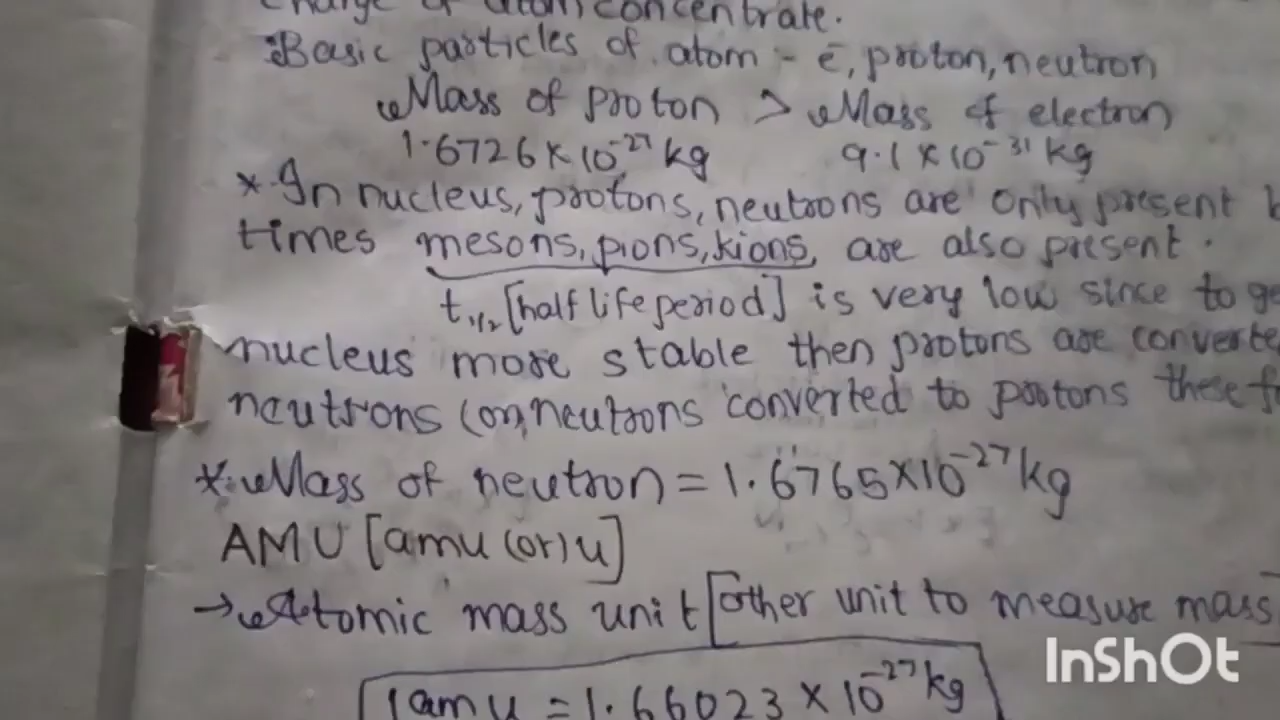 charge of atom concentrate.
Basic particles of atom - e̅, proton, neutron
Mass of proton > Mass of electron
1.6726 × 10⁻²⁷ kg 9.1 × 10⁻³¹ kg
*. In nucleus, protons, neutrons are only present
times mesons, pions, kions, are also present.
t₁/₂ [half life period] is very low since to
nucleus more stable then protons are
neutrons (or) neutrons converted to protons these
*. Mass of neutron = 1.6765×10⁻²⁷ kg
AMU [amu (or) u]
→ Atomic mass unit [other unit to measure mass]
1 amu = 1.66023 × 10⁻²⁷ kg
InShOt